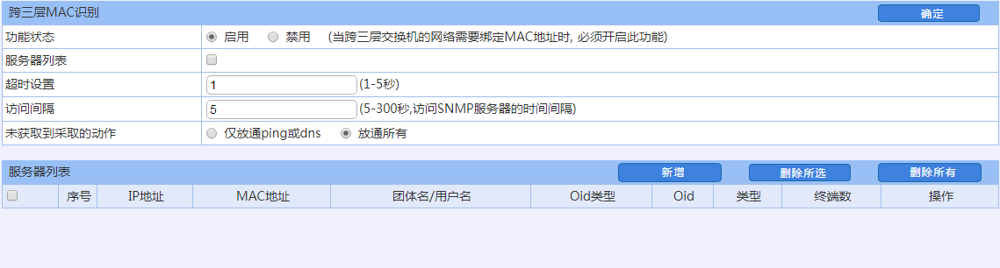 跨三层MAC识别 确定
功能状态 启用 禁用 (当跨三层交换机的网络需要绑定MAC地址时, 必须开启此功能)
服务器列表
超时设置 1 (1-5秒)
访问间隔 5 (5-300秒,访问SNMP服务器的时间间隔)
未获取到采取的动作 仅放通ping或dns 放通所有
服务器列表 新增 删除所选 删除所有
序号 IP地址 MAC地址 团体名/用户名 Oid类型 Oid 类型 终端数 操作